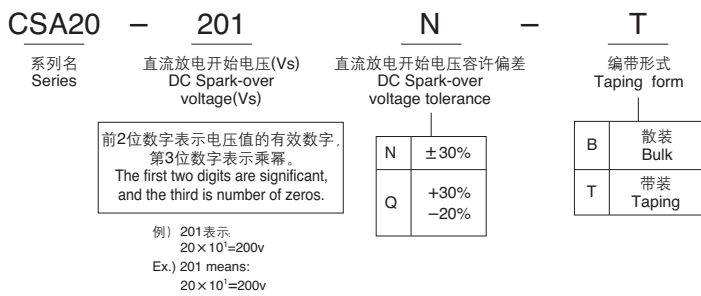 CSA20 – 201 N – T
系列名
Series
直流放电开始电压(Vs)
DC Spark-over
voltage(Vs)
直流放电开始电压容许偏差
DC Spark-over
voltage tolerance
编带形式
Taping form
前2位数字表示电压值的有效数字,
第3位数字表示乘幂。
The first two digits are significant,
and the third is number of zeros.
例) 201表示:
20×10¹=200v
Ex.) 201 means:
20×10¹=200v
N ±30%
Q +30%
−20%
B 散装
Bulk
T 带装
Taping